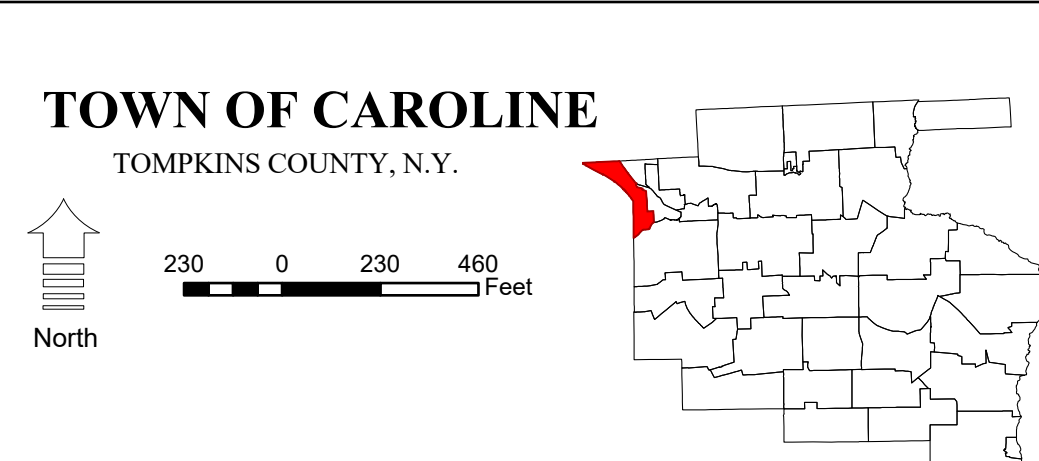 TOWN OF CAROLINE
TOMPKINS COUNTY, N.Y.
230 0 230 460
Feet
North